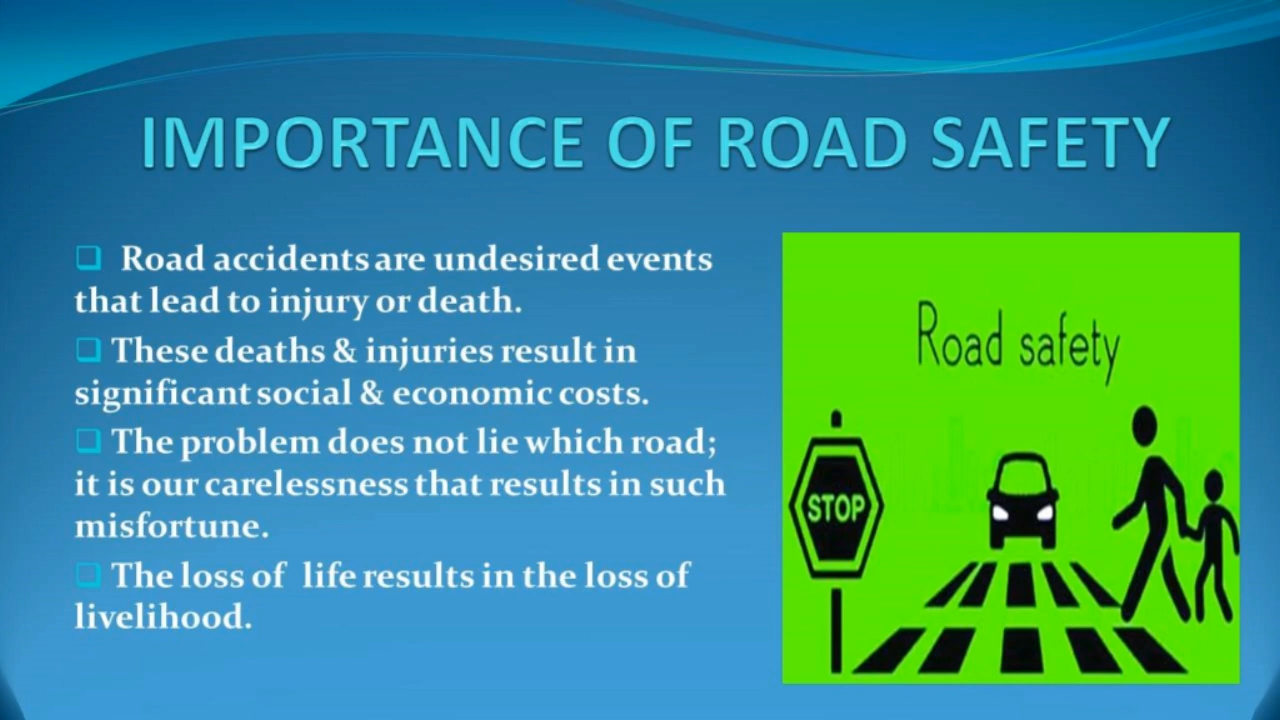 IMPORTANCE OF ROAD SAFETY
Road accidents are undesired events
that lead to injury or death.
These deaths & injuries result in
significant social & economic costs.
The problem does not lie which road;
it is our carelessness that results in such
misfortune.
The loss of life results in the loss of
livelihood.
Road safety
STOP